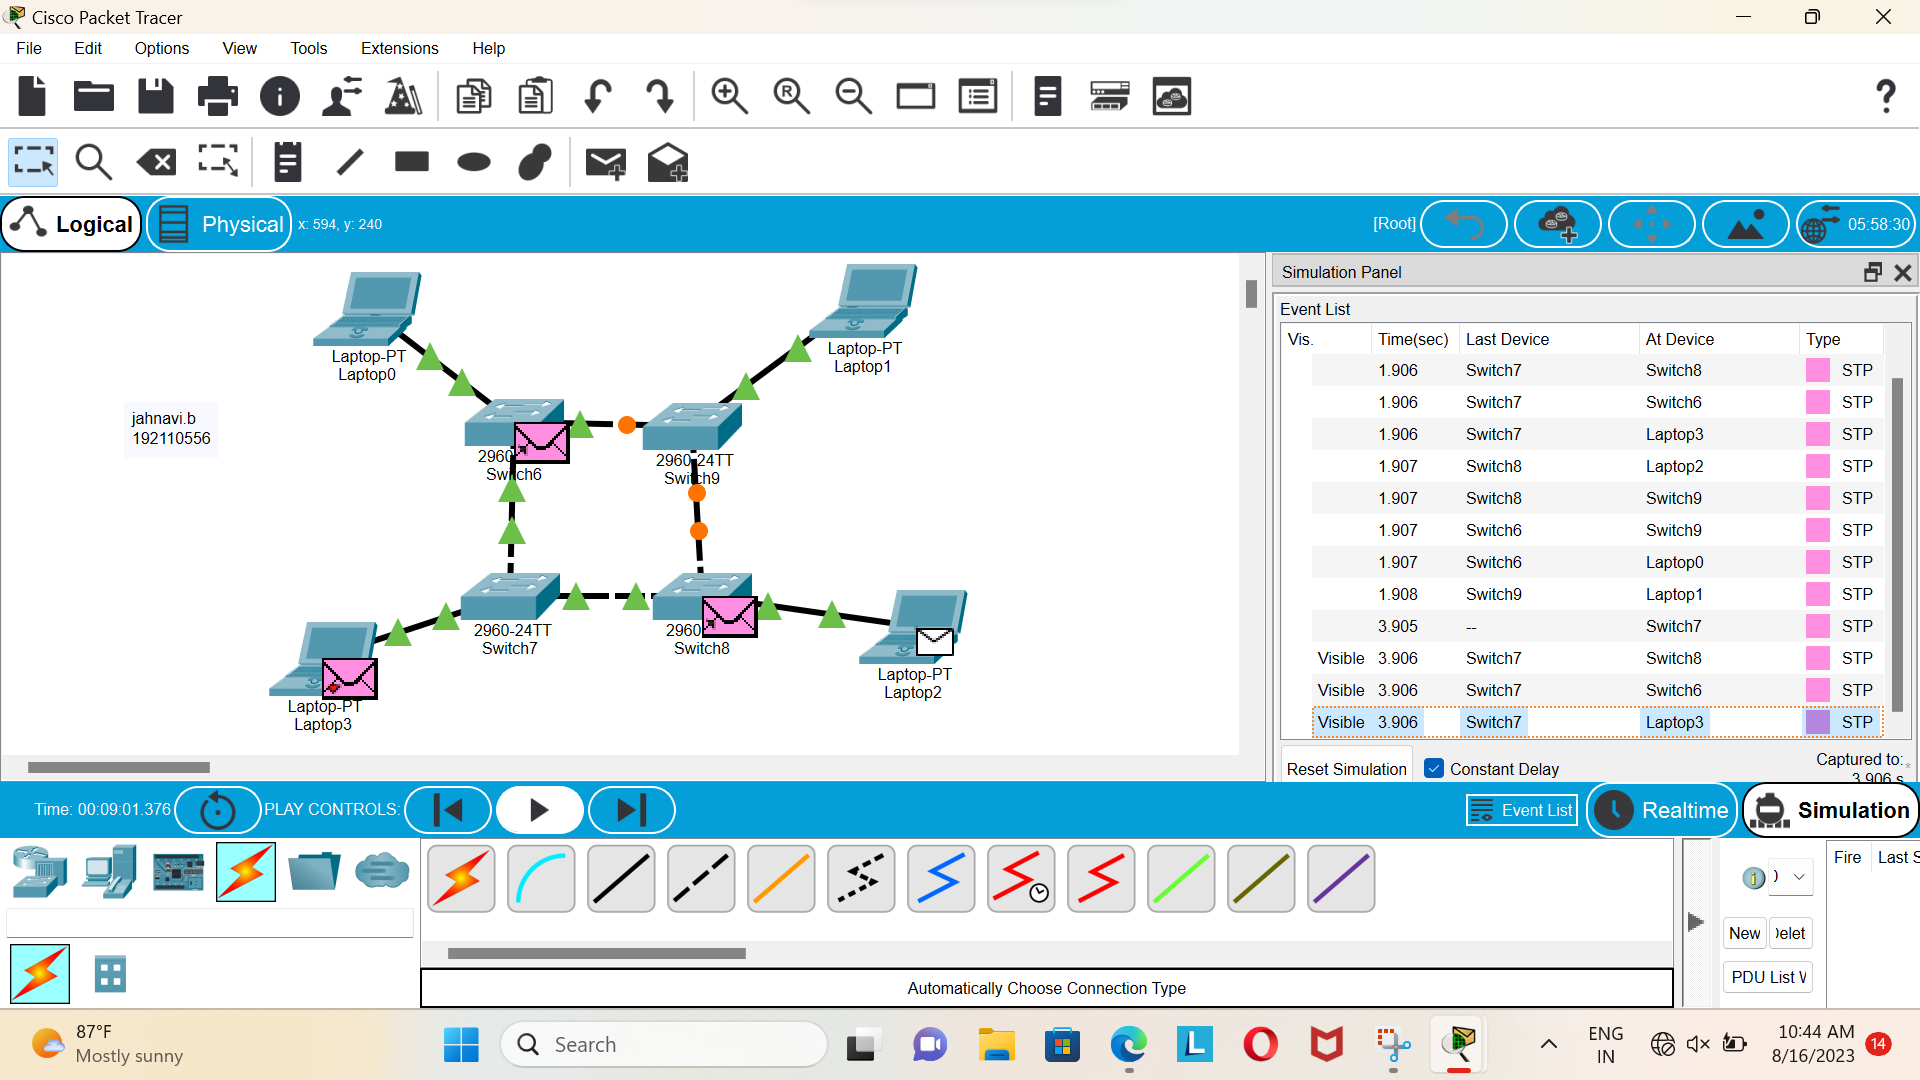 Cisco Packet Tracer
File Edit Options View Tools Extensions Help
Logical Physical x: 594, y: 240 [Root] 05:58:30
Simulation Panel
Event List
Vis. Time(sec) Last Device At Device Type
1.906 Switch7 Switch8 STP
1.906 Switch7 Switch6 STP
1.906 Switch7 Laptop3 STP
1.907 Switch8 Laptop2 STP
1.907 Switch8 Switch9 STP
1.907 Switch6 Switch9 STP
1.907 Switch6 Laptop0 STP
1.908 Switch9 Laptop1 STP
3.905 -- Switch7 STP
Visible 3.906 Switch7 Switch8 STP
Visible 3.906 Switch7 Switch6 STP
Visible 3.906 Switch7 Laptop3 STP
Reset Simulation Constant Delay Captured to:
3.906 s
Laptop-PT
Laptop0
Laptop-PT
Laptop1
jahnavi.b
192110556
2960
Switch6
2960-24TT
Switch9
2960-24TT
Switch7
2960
Switch8
Laptop-PT
Laptop2
Laptop-PT
Laptop3
Time: 00:09:01.376 PLAY CONTROLS: Event List Realtime Simulation
Fire Last S
New
PDU List
Automatically Choose Connection Type
87°F
Mostly sunny
Search
ENG
IN
10:44 AM
8/16/2023
14